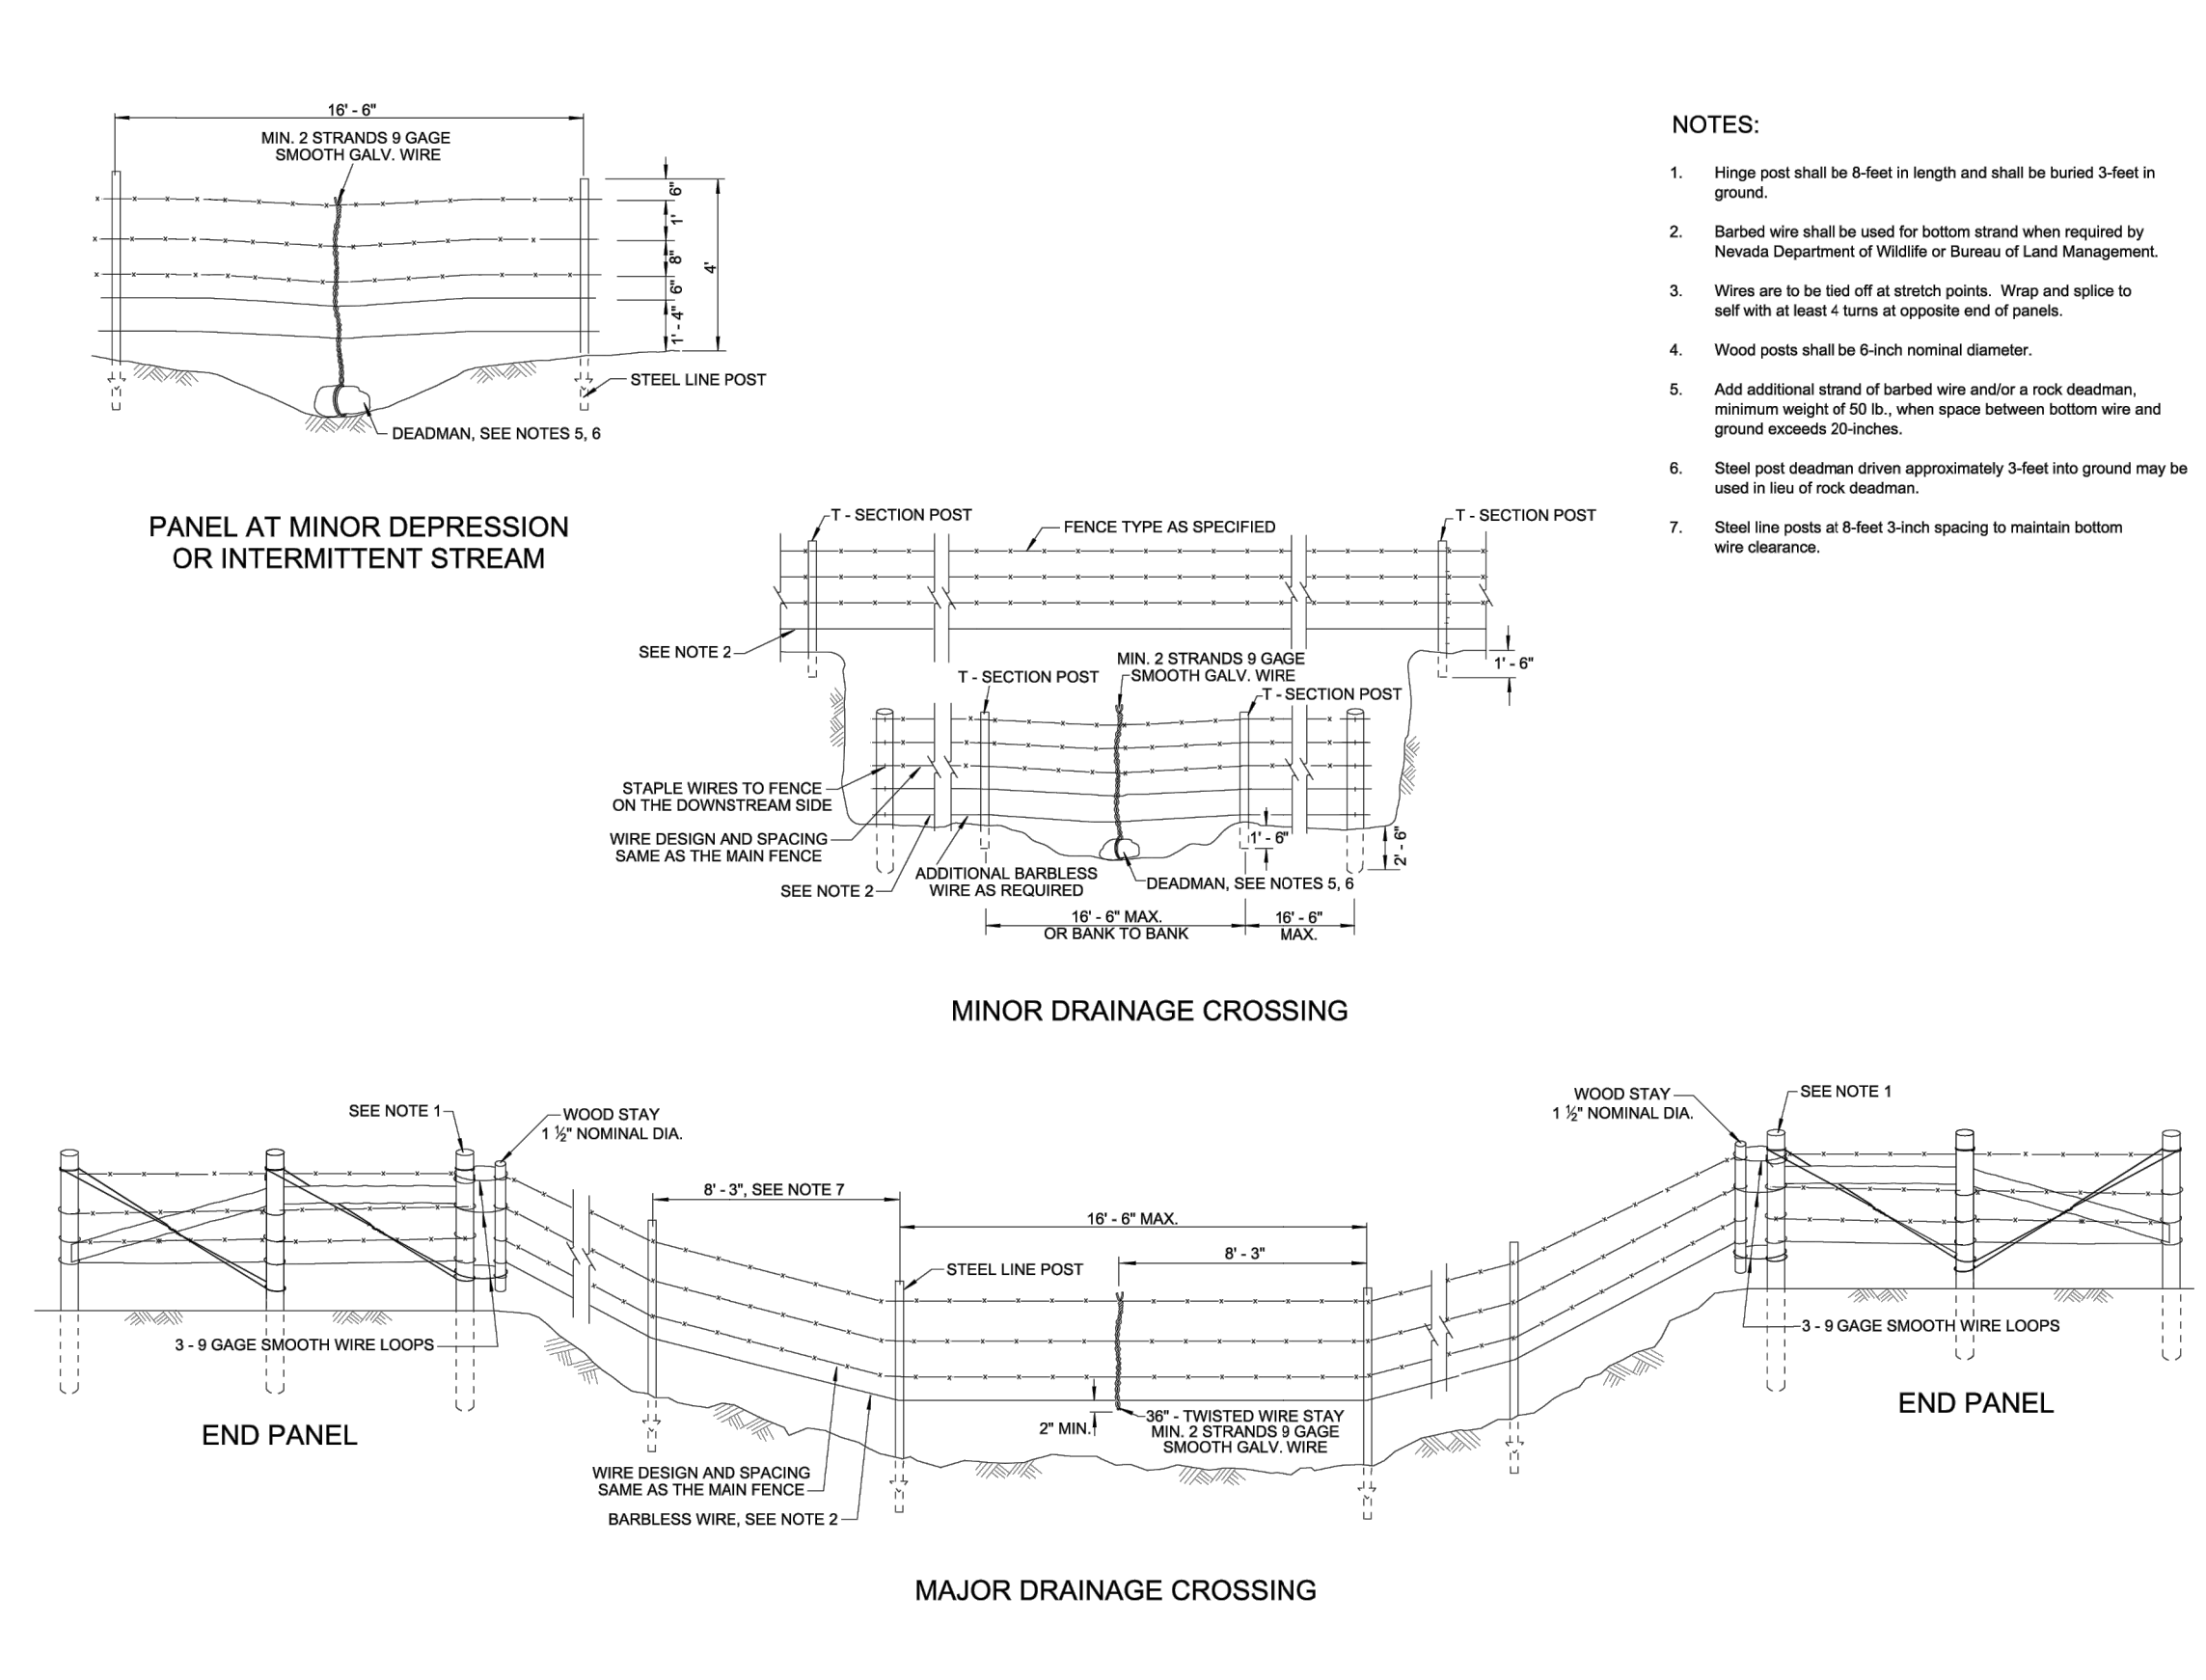 16' - 6"
MIN. 2 STRANDS 9 GAGE
SMOOTH GALV. WIRE
6"
1'
8"
6"
1' - 4"
4'
STEEL LINE POST
DEADMAN, SEE NOTES 5, 6
PANEL AT MINOR DEPRESSION
OR INTERMITTENT STREAM
NOTES:
1. Hinge post shall be 8-feet in length and shall be buried 3-feet in
ground.
2. Barbed wire shall be used for bottom strand when required by
Nevada Department of Wildlife or Bureau of Land Management.
3. Wires are to be tied off at stretch points. Wrap and splice to
self with at least 4 turns at opposite end of panels.
4. Wood posts shall be 6-inch nominal diameter.
5. Add additional strand of barbed wire and/or a rock deadman,
minimum weight of 50 lb., when space between bottom wire and
ground exceeds 20-inches.
6. Steel post deadman driven approximately 3-feet into ground may be
used in lieu of rock deadman.
7. Steel line posts at 8-feet 3-inch spacing to maintain bottom
wire clearance.
T - SECTION POST
FENCE TYPE AS SPECIFIED
T - SECTION POST
SEE NOTE 2
1' - 6"
MIN. 2 STRANDS 9 GAGE
SMOOTH GALV. WIRE
T - SECTION POST
T - SECTION POST
STAPLE WIRES TO FENCE
ON THE DOWNSTREAM SIDE
WIRE DESIGN AND SPACING
SAME AS THE MAIN FENCE
SEE NOTE 2
ADDITIONAL BARBLESS
WIRE AS REQUIRED
1' - 6"
2' - 6"
DEADMAN, SEE NOTES 5, 6
16' - 6" MAX.
OR BANK TO BANK
16' - 6"
MAX.
MINOR DRAINAGE CROSSING
SEE NOTE 1
WOOD STAY
1 ½" NOMINAL DIA.
WOOD STAY
1 ½" NOMINAL DIA.
SEE NOTE 1
8' - 3", SEE NOTE 7
16' - 6" MAX.
8' - 3"
STEEL LINE POST
3 - 9 GAGE SMOOTH WIRE LOOPS
3 - 9 GAGE SMOOTH WIRE LOOPS
END PANEL
END PANEL
2" MIN.
36" - TWISTED WIRE STAY
MIN. 2 STRANDS 9 GAGE
SMOOTH GALV. WIRE
WIRE DESIGN AND SPACING
SAME AS THE MAIN FENCE
BARBLESS WIRE, SEE NOTE 2
MAJOR DRAINAGE CROSSING